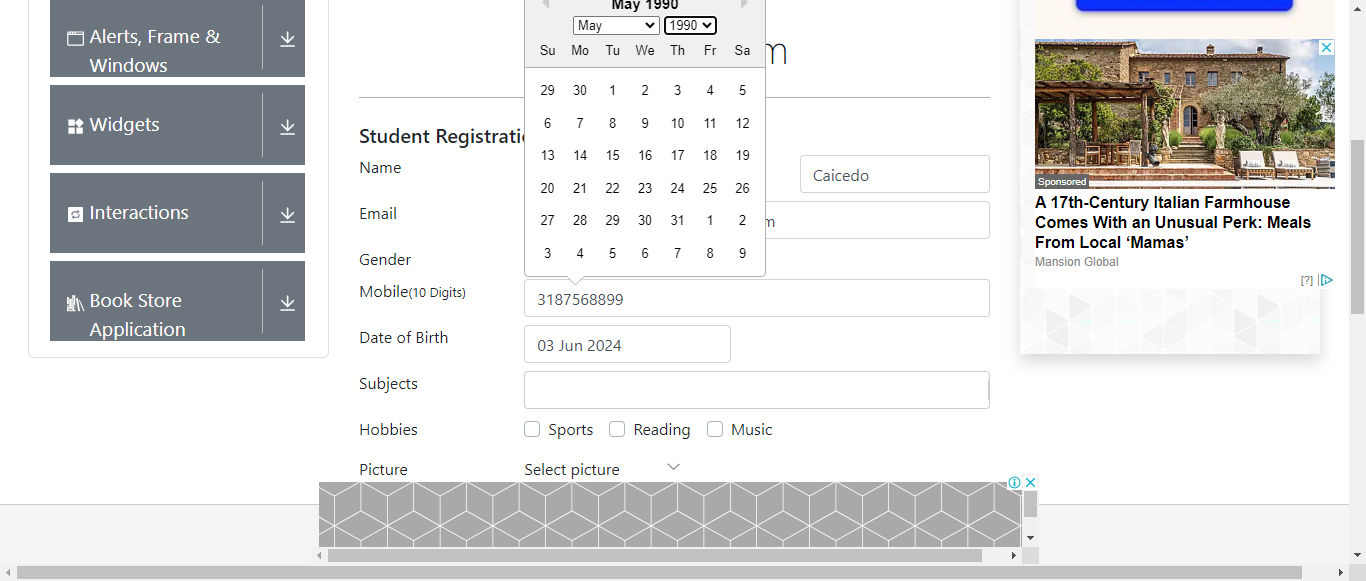 Alerts, Frame &
Windows
Widgets
Interactions
Book Store
Application
May 1990
May 1990
Su Mo Tu We Th Fr Sa
29 30 1 2 3 4 5
6 7 8 9 10 11 12
13 14 15 16 17 18 19
20 21 22 23 24 25 26
27 28 29 30 31 1 2
3 4 5 6 7 8 9
m
Student Registratio
Name
Caicedo
Email
m
Gender
Mobile(10 Digits)
3187568899
Date of Birth
03 Jun 2024
Subjects
Hobbies
Sports Reading Music
Picture
Select picture
Sponsored
A 17th-Century Italian Farmhouse
Comes With an Unusual Perk: Meals
From Local ‘Mamas’
Mansion Global
[?]